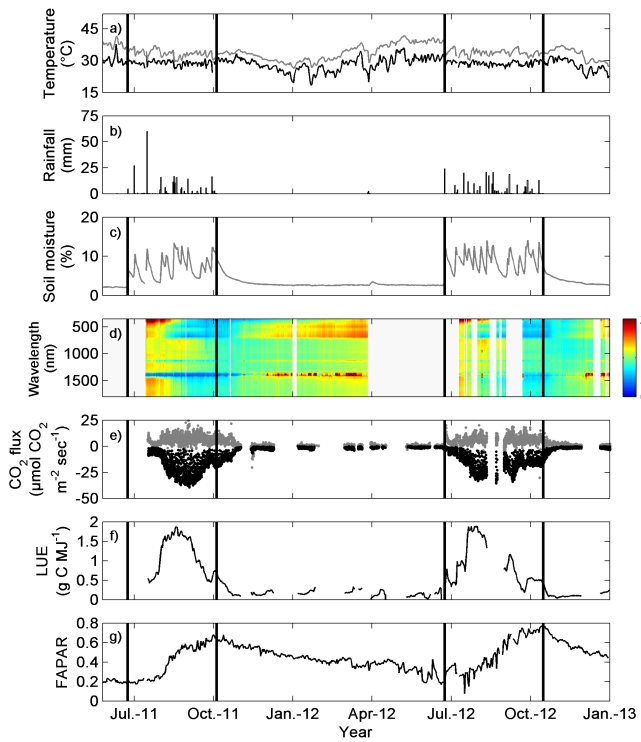 a)
Temperature
(°C)
45
30
15
b)
Rainfall
(mm)
75
50
25
0
c)
Soil moisture
(%)
20
10
0
d)
Wavelength
(nm)
500
1000
1500
e)
CO2 flux
(μmol CO2
m-2 sec-1)
25
0
-25
-50
f)
LUE
(g C MJ-1)
2
1.5
1
0.5
0
g)
FAPAR
0.8
0.6
0.4
0.2
0
Jul.-11 Oct.-11 Jan.-12 Apr-12 Jul.-12 Oct.-12 Jan.-13
Year